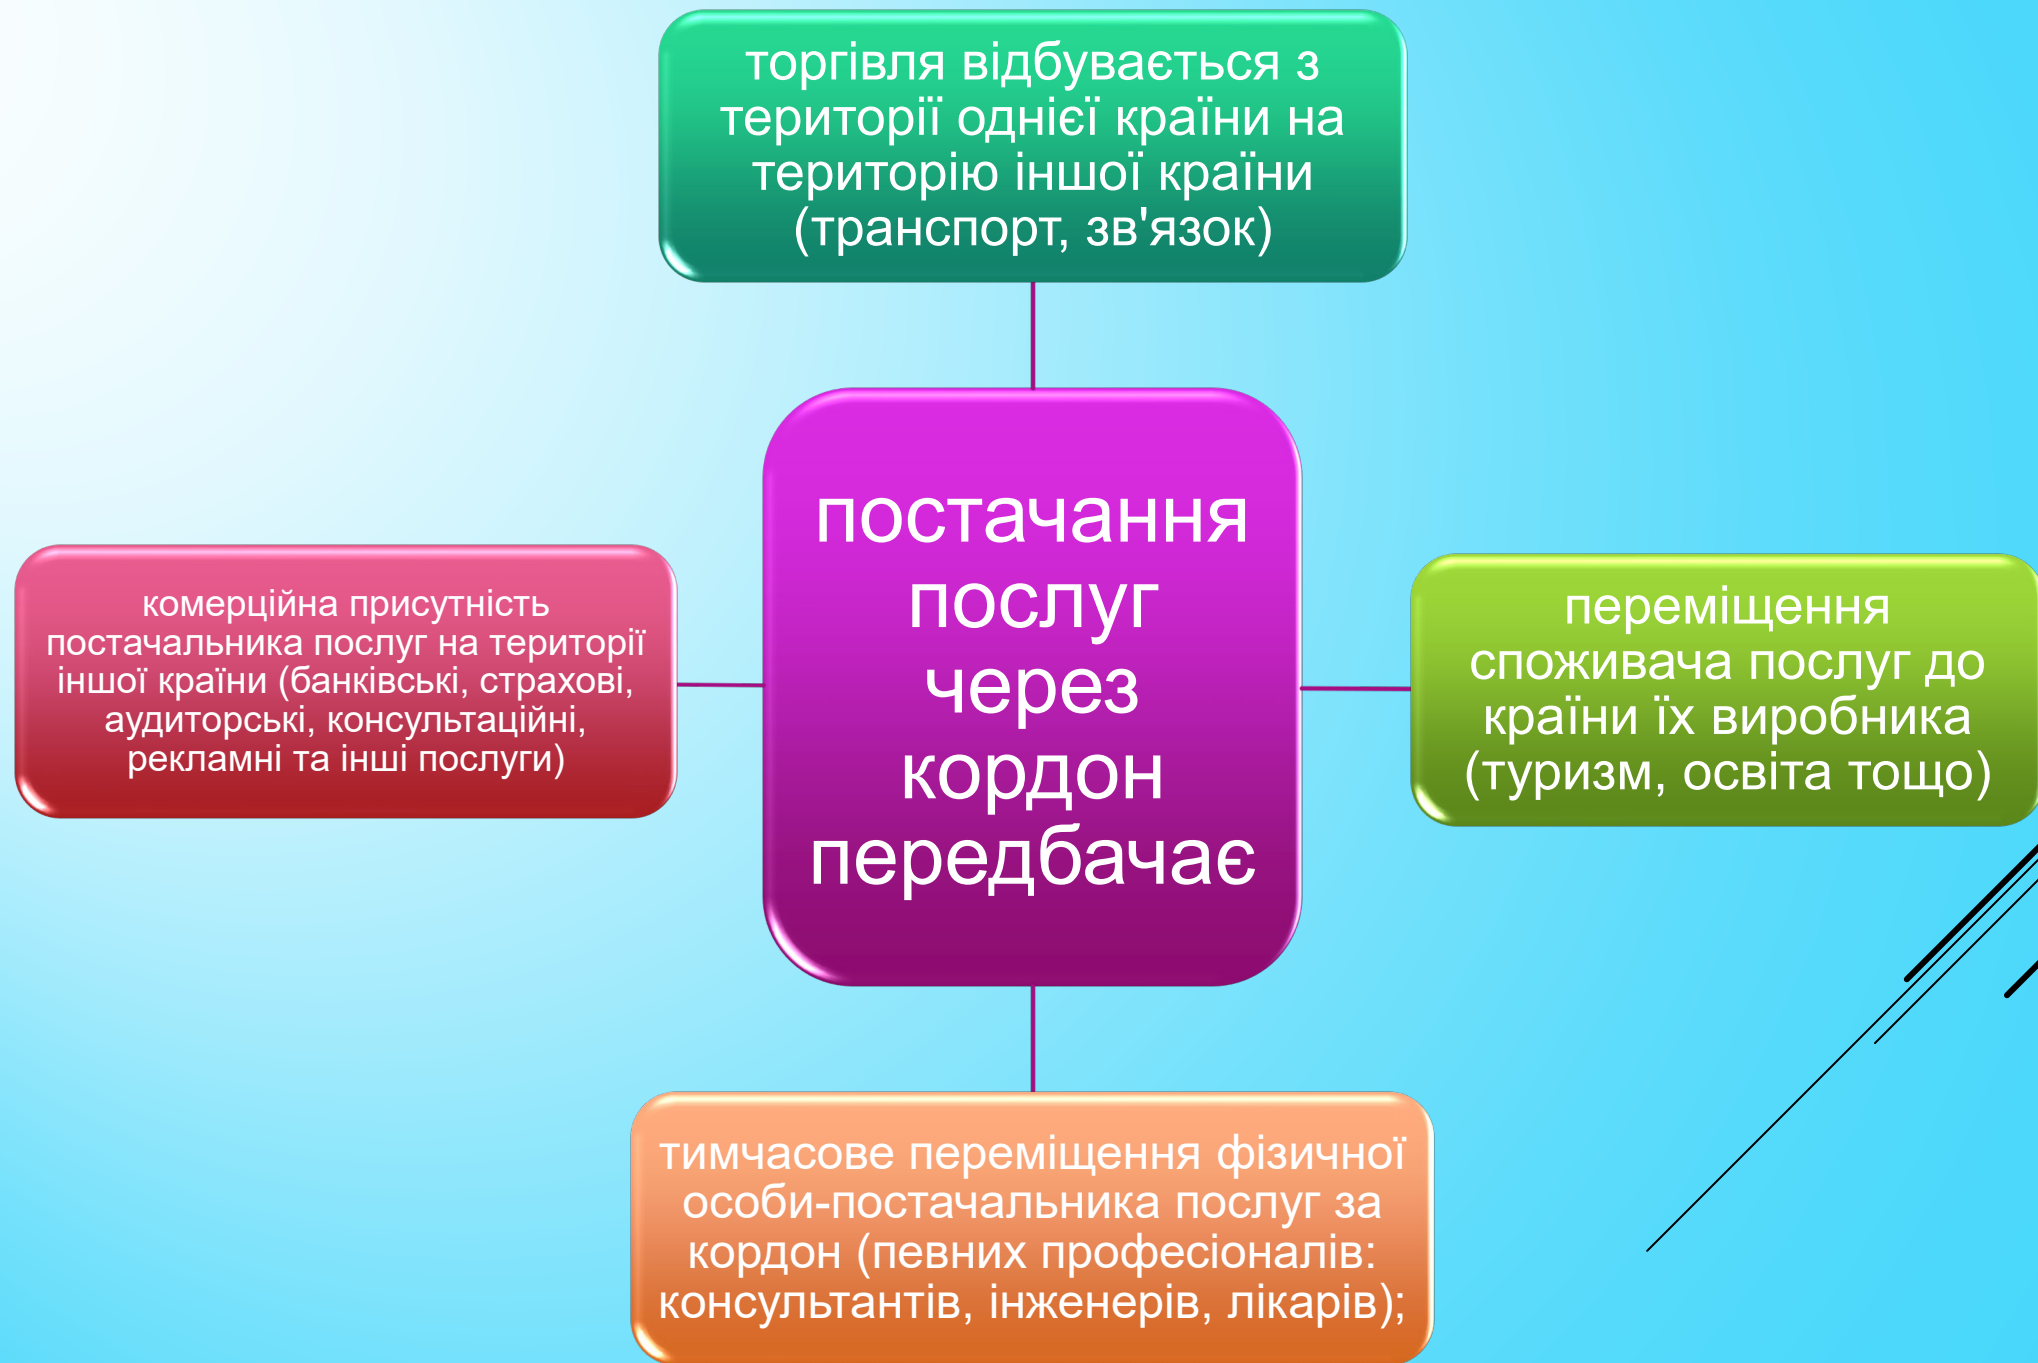 торгівля відбувається з
території однієї країни на
територію іншої країни
(транспорт, зв'язок)
комерційна присутність
постачальника послуг на території
іншої країни (банківські, страхові,
аудиторські, консультаційні,
рекламні та інші послуги)
постачання
послуг
через
кордон
передбачає
переміщення
споживача послуг до
країни їх виробника
(туризм, освіта тощо)
тимчасове переміщення фізичної
особи-постачальника послуг за
кордон (певних професіоналів:
консультантів, інженерів, лікарів);